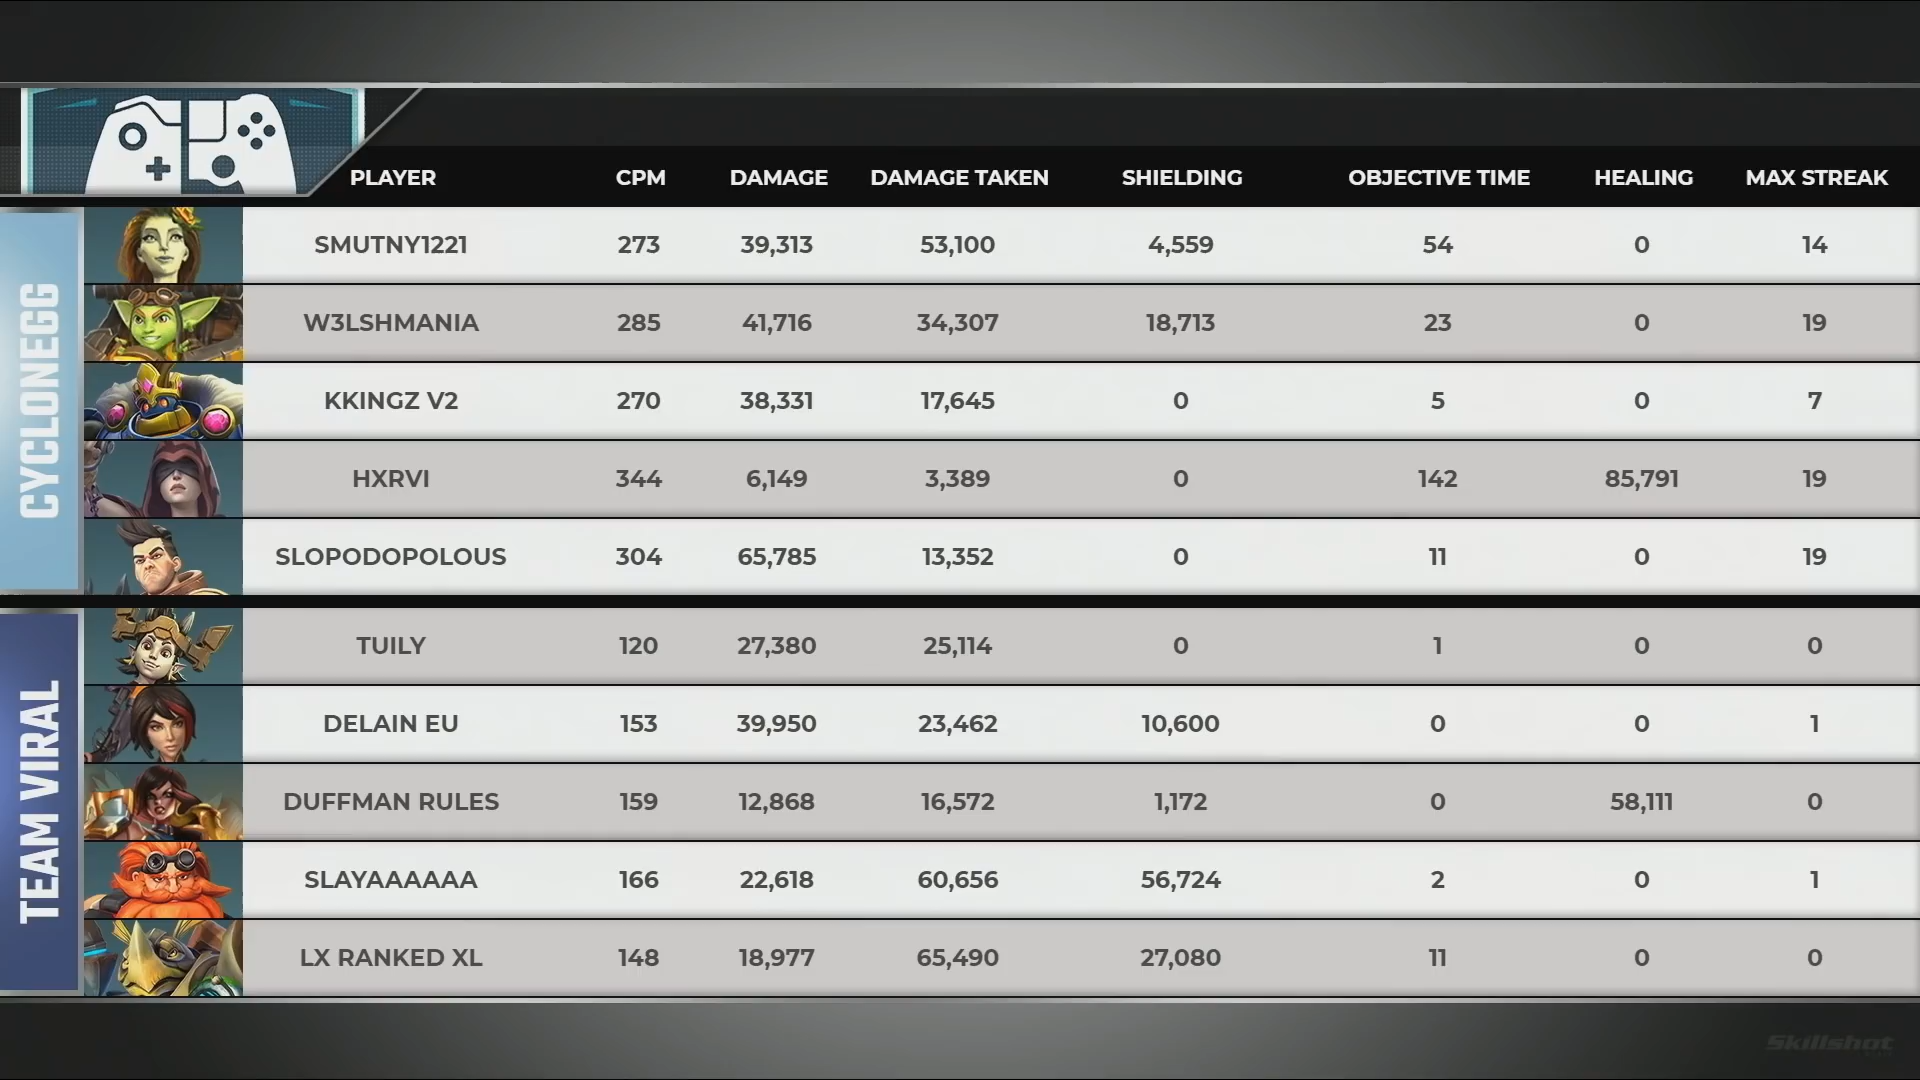 PLAYER CPM DAMAGE DAMAGE TAKEN SHIELDING OBJECTIVE TIME HEALING MAX STREAK
CYCLONEGG
SMUTNY1221 273 39,313 53,100 4,559 54 0 14
W3LSHMANIA 285 41,716 34,307 18,713 23 0 19
KKINGZ V2 270 38,331 17,645 0 5 0 7
HXRVI 344 6,149 3,389 0 142 85,791 19
SLOPODOPOLOUS 304 65,785 13,352 0 11 0 19
TEAM VIRAL
TUILY 120 27,380 25,114 0 1 0 0
DELAIN EU 153 39,950 23,462 10,600 0 0 1
DUFFMAN RULES 159 12,868 16,572 1,172 0 58,111 0
SLAYAAAAAA 166 22,618 60,656 56,724 2 0 1
LX RANKED XL 148 18,977 65,490 27,080 11 0 0
Skillshot